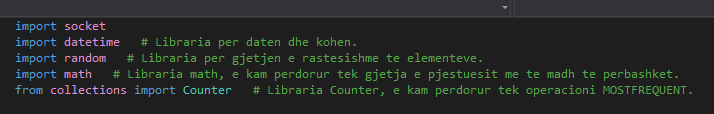 import socket
import datetime   # Libraria per daten dhe kohen.
import random   # Libraria per gjetjen e rastesishme te elementeve.
import math   # Libraria math, e kam perdorur tek gjetja e pjestuesit me te madh te perbashket.
from collections import Counter   # Libraria Counter, e kam perdorur tek operacioni MOSTFREQUENT.